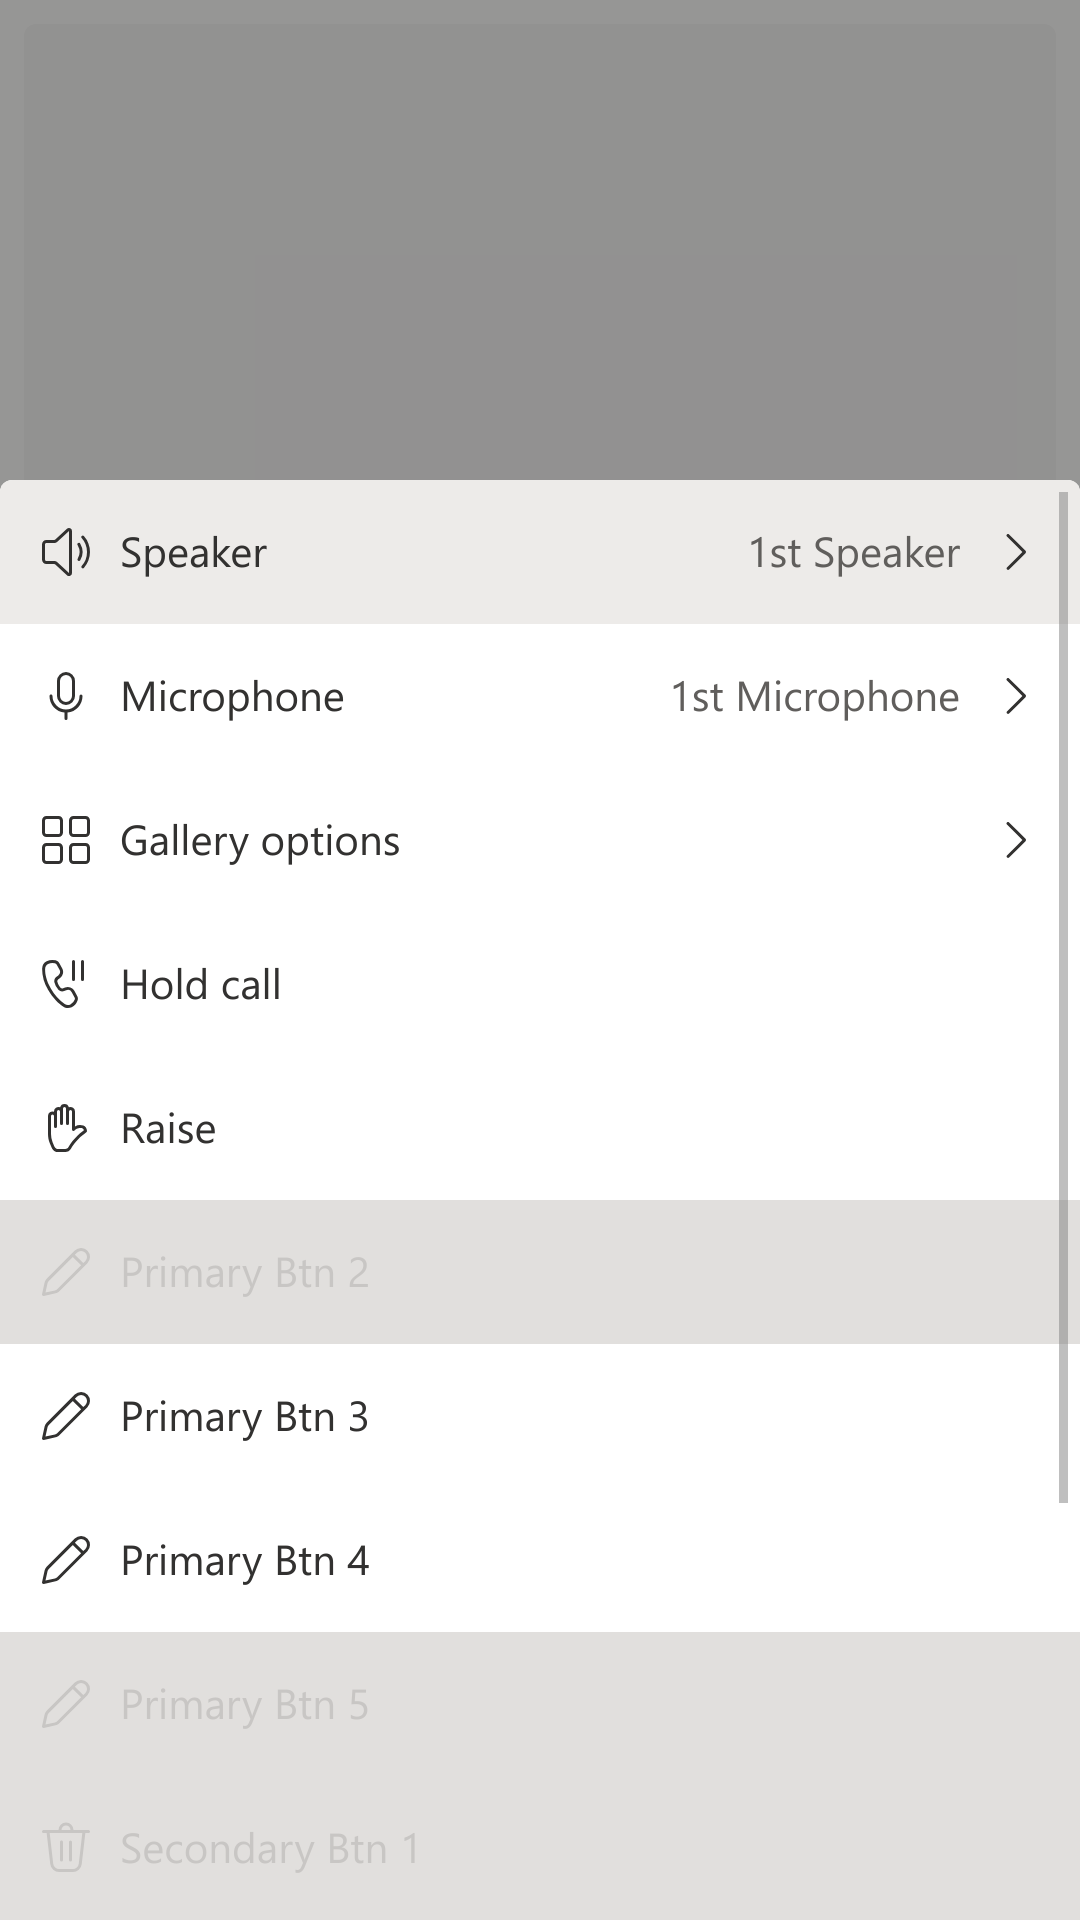 Speaker 1st Speaker
Microphone 1st Microphone
Gallery options
Hold call
Raise
Primary Btn 2
Primary Btn 3
Primary Btn 4
Primary Btn 5
Secondary Btn 1